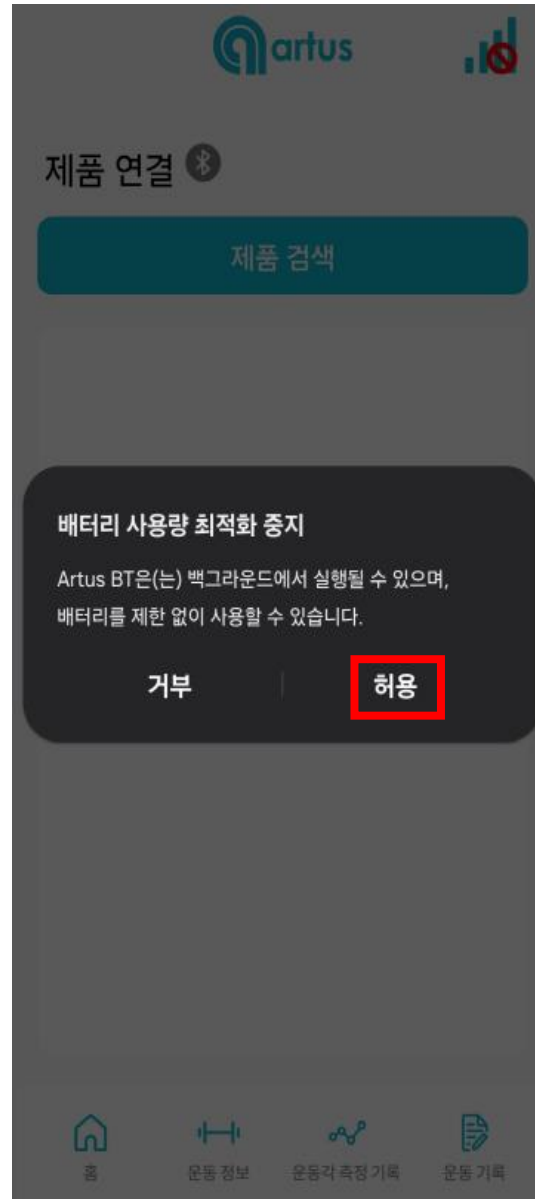 artus
제품 연결
제품 검색
배터리 사용량 최적화 중지
Artus BT은(는) 백그라운드에서 실행될 수 있으며,
배터리를 제한 없이 사용할 수 있습니다.
거부 허용
홈 운동 정보 운동각 측정 기록 운동 기록